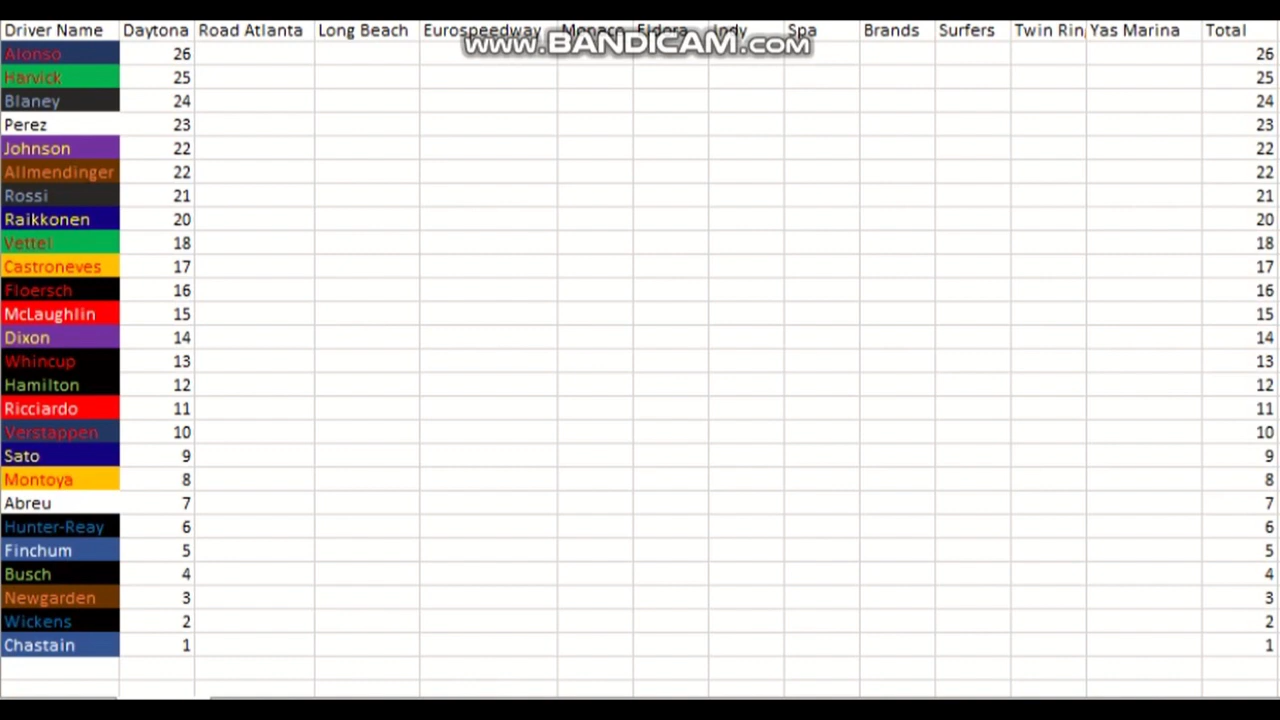 Driver Name Daytona Road Atlanta Long Beach Eurospeedway Monaco Eldora Indy Spa Brands Surfers Twin Rin Yas Marina Total
www.BANDICAM.com
Alonso 26 26
Harvick 25 25
Blaney 24 24
Perez 23 23
Johnson 22 22
Allmendinger 22 22
Rossi 21 21
Raikkonen 20 20
Vettel 18 18
Castroneves 17 17
Floersch 16 16
McLaughlin 15 15
Dixon 14 14
Whincup 13 13
Hamilton 12 12
Ricciardo 11 11
Verstappen 10 10
Sato 9 9
Montoya 8 8
Abreu 7 7
Hunter-Reay 6 6
Finchum 5 5
Busch 4 4
Newgarden 3 3
Wickens 2 2
Chastain 1 1